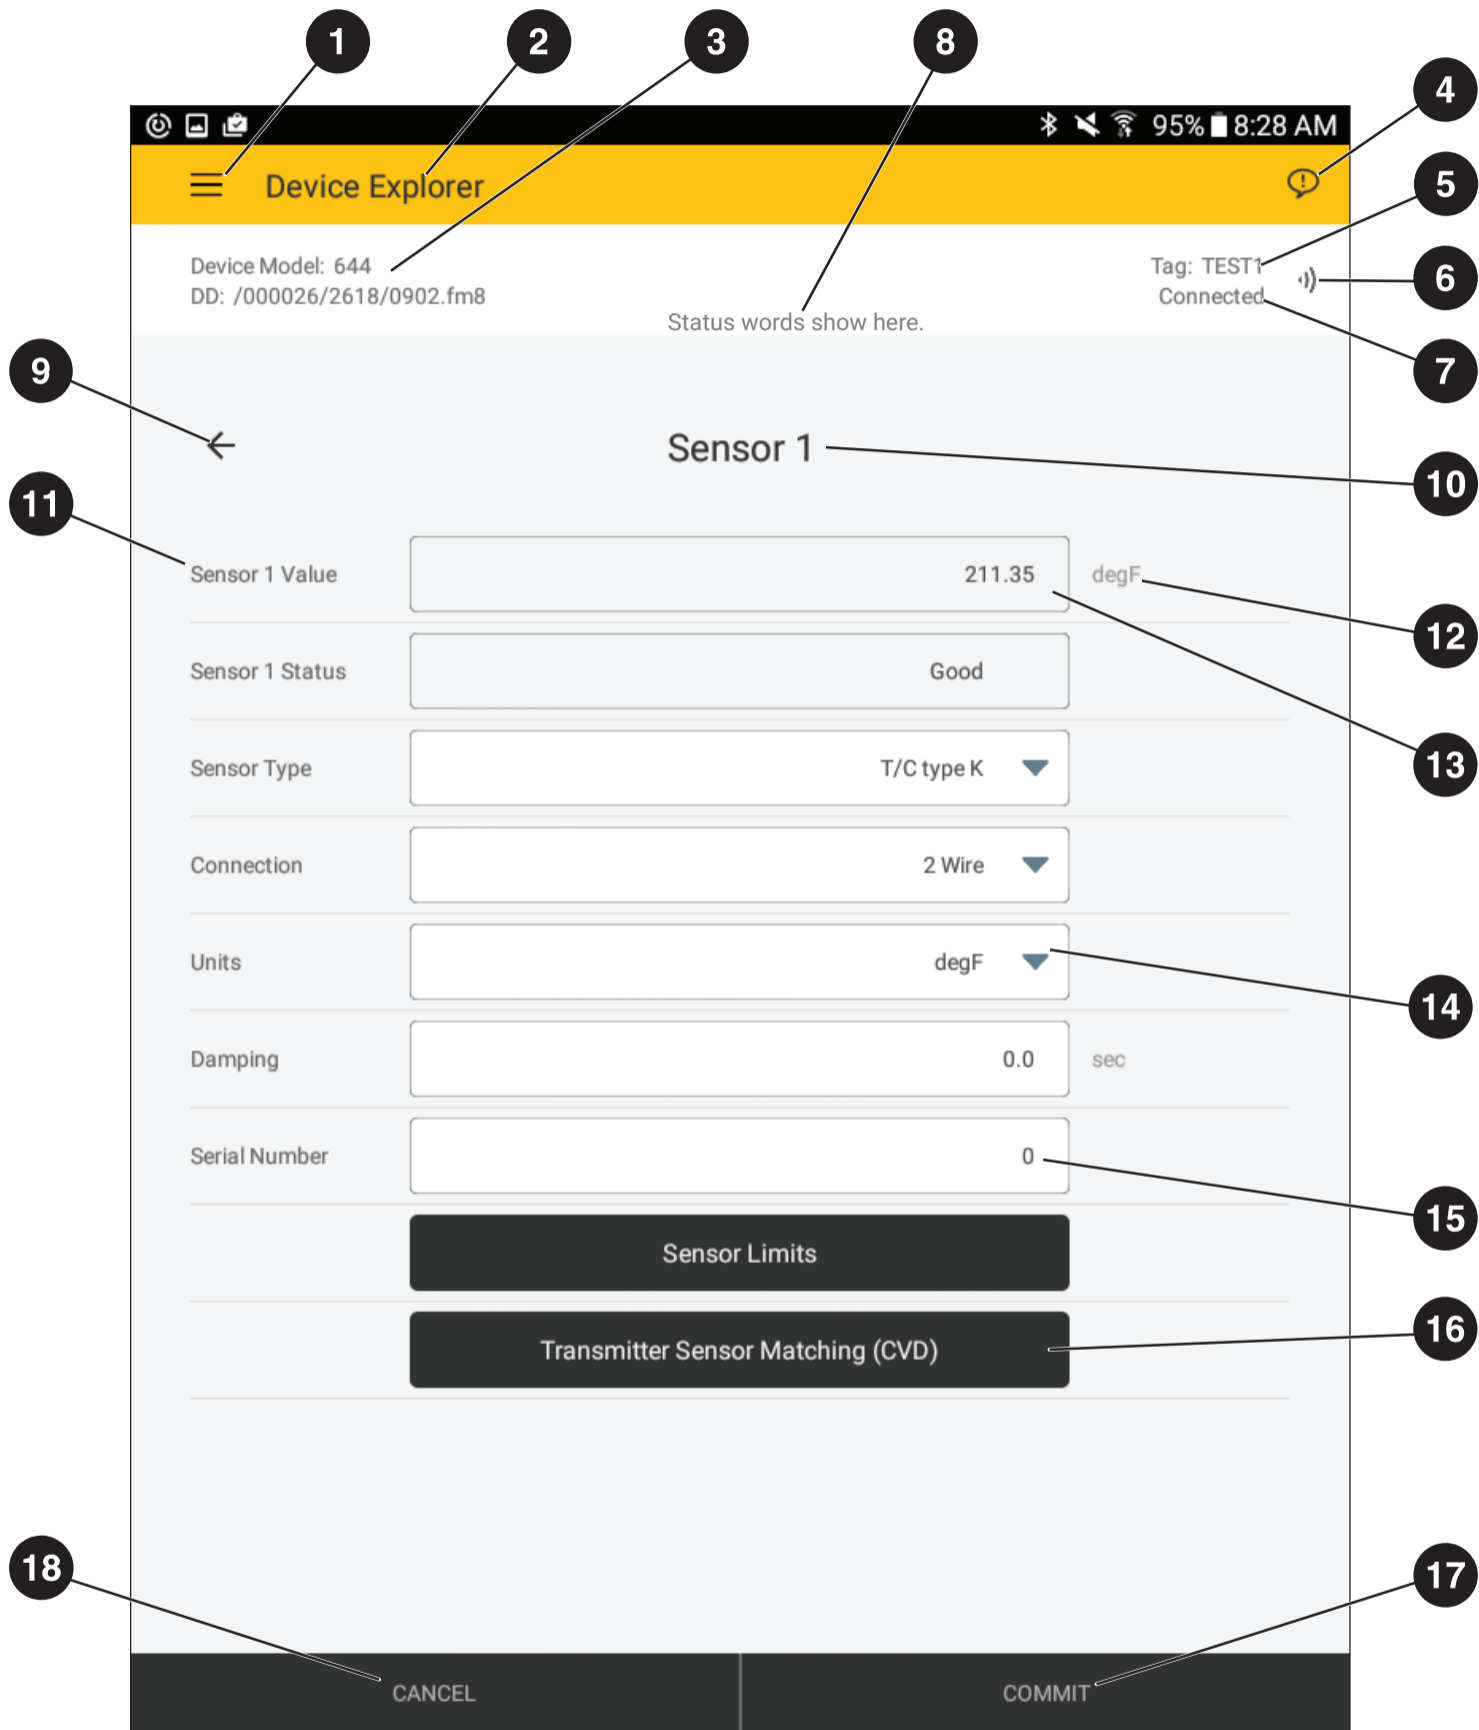 1 2 3 8
4
95% 8:28 AM
Device Explorer
5
Device Model: 644
Tag: TEST1
6
DD: /000026/2618/0902.fm8
Connected
Status words show here.
9
7
Sensor 1
10
11
Sensor 1 Value 211.35 degF
12
Sensor 1 Status Good
13
Sensor Type T/C type K
Connection 2 Wire
Units degF
14
Damping 0.0 sec
Serial Number 0
15
Sensor Limits
16
Transmitter Sensor Matching (CVD)
18
17
CANCEL COMMIT